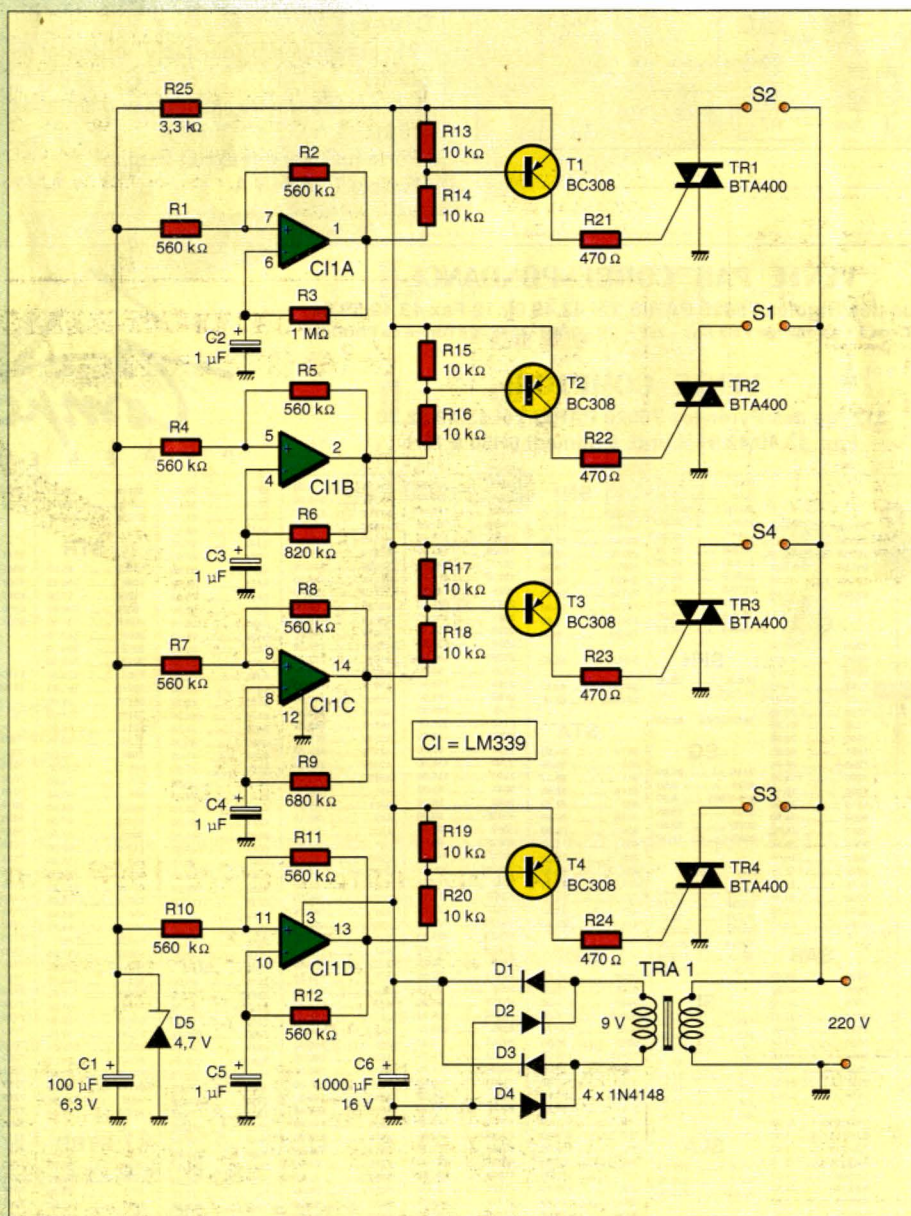 R25
3,3 kΩ
R2
560 kΩ
R1
560 kΩ
7
6
+
-
1
CI1A
R3
1 MΩ
C2
1 µF
+
R13
10 kΩ
R14
10 kΩ
T1
BC308
R21
470 Ω
TR1
BTA400
S2
R5
560 kΩ
R4
560 kΩ
5
4
2
CI1B
R6
820 kΩ
C3
1 µF
+
R15
10 kΩ
R16
10 kΩ
T2
BC308
R22
470 Ω
TR2
BTA400
S1
R8
560 kΩ
R7
560 kΩ
9
8
14
12
CI1C
R9
680 kΩ
C4
1 µF
+
R17
10 kΩ
R18
10 kΩ
T3
BC308
R23
470 Ω
TR3
BTA400
S4
CI = LM339
R11
560 kΩ
R10
560 kΩ
11
10
3
13
CI1D
R12
560 kΩ
C5
1 µF
+
R19
10 kΩ
R20
10 kΩ
T4
BC308
R24
470 Ω
TR4
BTA400
S3
D5
4,7 V
C1
100 µF
6,3 V
+
C6
1000 µF
16 V
+
D1
D2
D3
D4
4 x 1N4148
9 V
TRA 1
220 V